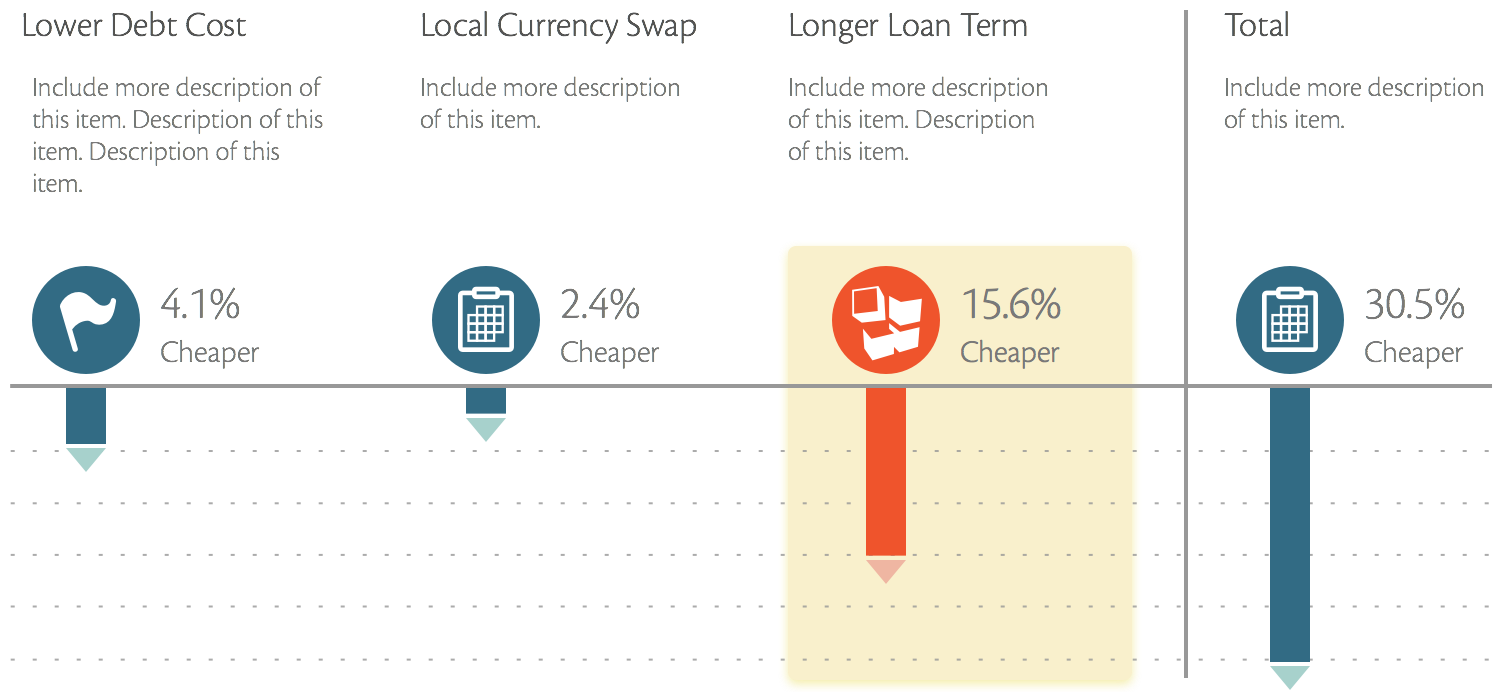 Lower Debt Cost
Include more description of
this item. Description of this
item. Description of this
item.
4.1%
Cheaper
Local Currency Swap
Include more description
of this item.
2.4%
Cheaper
Longer Loan Term
Include more description
of this item. Description
of this item.
15.6%
Cheaper
Total
Include more description
of this item.
30.5%
Cheaper